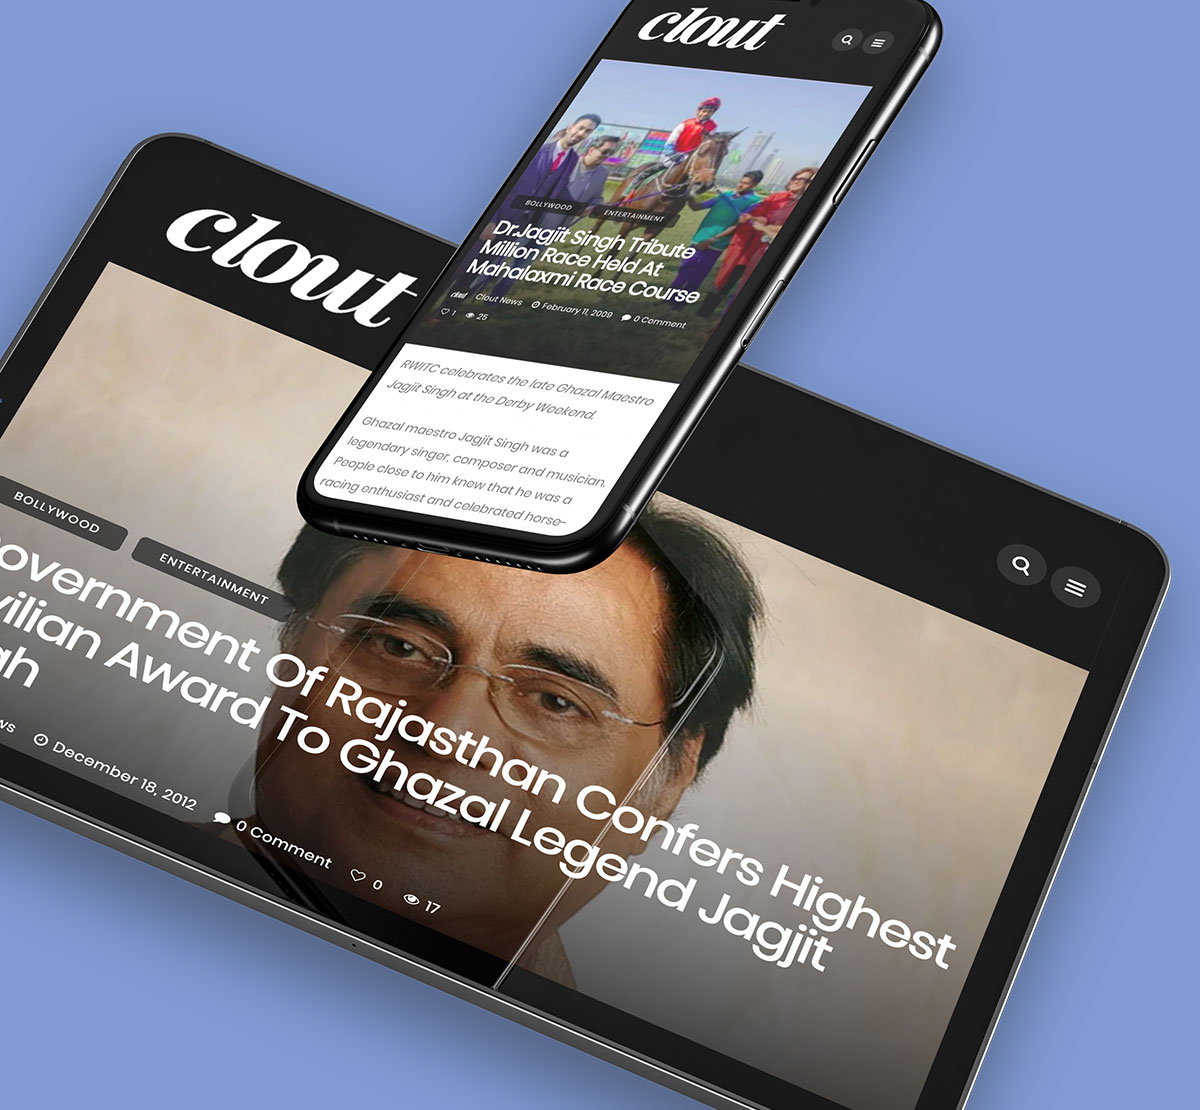 clout
BOLLYWOOD
ENTERTAINMENT
Dr.Jagjit Singh Tribute
Million Race Held At
Mahalaxmi Race Course
clout Clout News February 11, 2009 0 Comment
1 25
RWITC celebrates the late Ghazal Maestro
Jagjit Singh at the Derby Weekend.
Ghazal maestro Jagjit Singh was a
legendary singer, composer and musician.
People close to him knew that he was a
racing enthusiast and celebrated horse-
clout
BOLLYWOOD
ENTERTAINMENT
overnment Of Rajasthan Confers Highest
vilian Award To Ghazal Legend Jagjit
gh
ws December 18, 2012 0 Comment 0 17